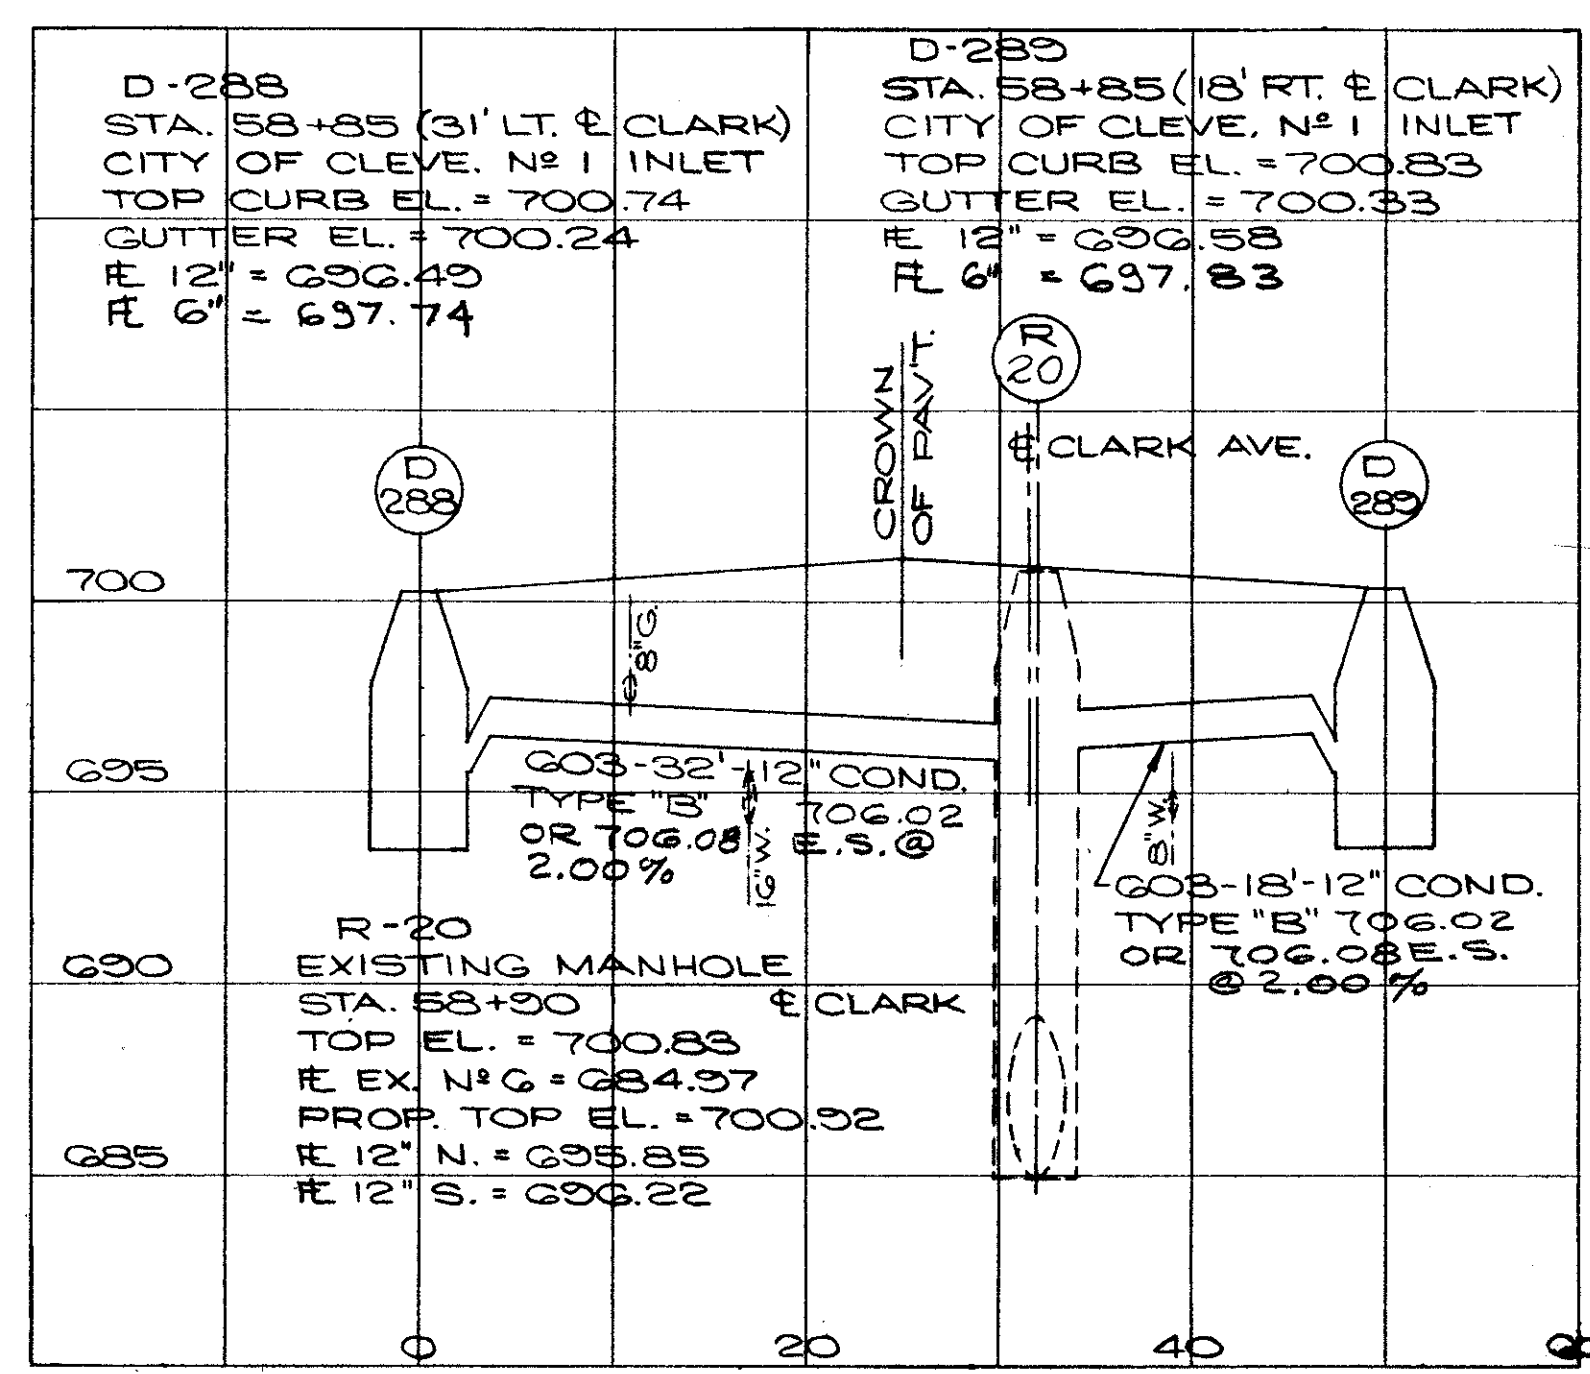 D-288
STA. 58+85 (31' LT. ℄ CLARK)
CITY OF CLEVE. Nº 1 INLET
TOP CURB EL. = 700.74
GUTTER EL. = 700.24
FL 12" = 696.49
FL 6" = 697.74
D-289
STA. 58+85 (18' RT. ℄ CLARK)
CITY OF CLEVE. Nº 1 INLET
TOP CURB EL. = 700.83
GUTTER EL. = 700.33
FL 12" = 696.58
FL 6" = 697.83
CROWN
OF PAV'T.
R
20
℄ CLARK AVE.
D
288
D
289
700
8"G.
695
603-32'-12" COND.
TYPE "B" 706.02
OR 706.08 E.S.@
2.00%
16"W.
8"W.
603-18'-12" COND.
TYPE "B" 706.02
OR 706.08 E.S.
@ 2.00%
R-20
690
EXISTING MANHOLE
STA. 58+90 ℄ CLARK
TOP EL. = 700.83
FL EX. Nº 6 = 684.97
PROP. TOP EL. = 700.92
685
FL 12" N. = 695.85
FL 12" S. = 696.22
0 20 40